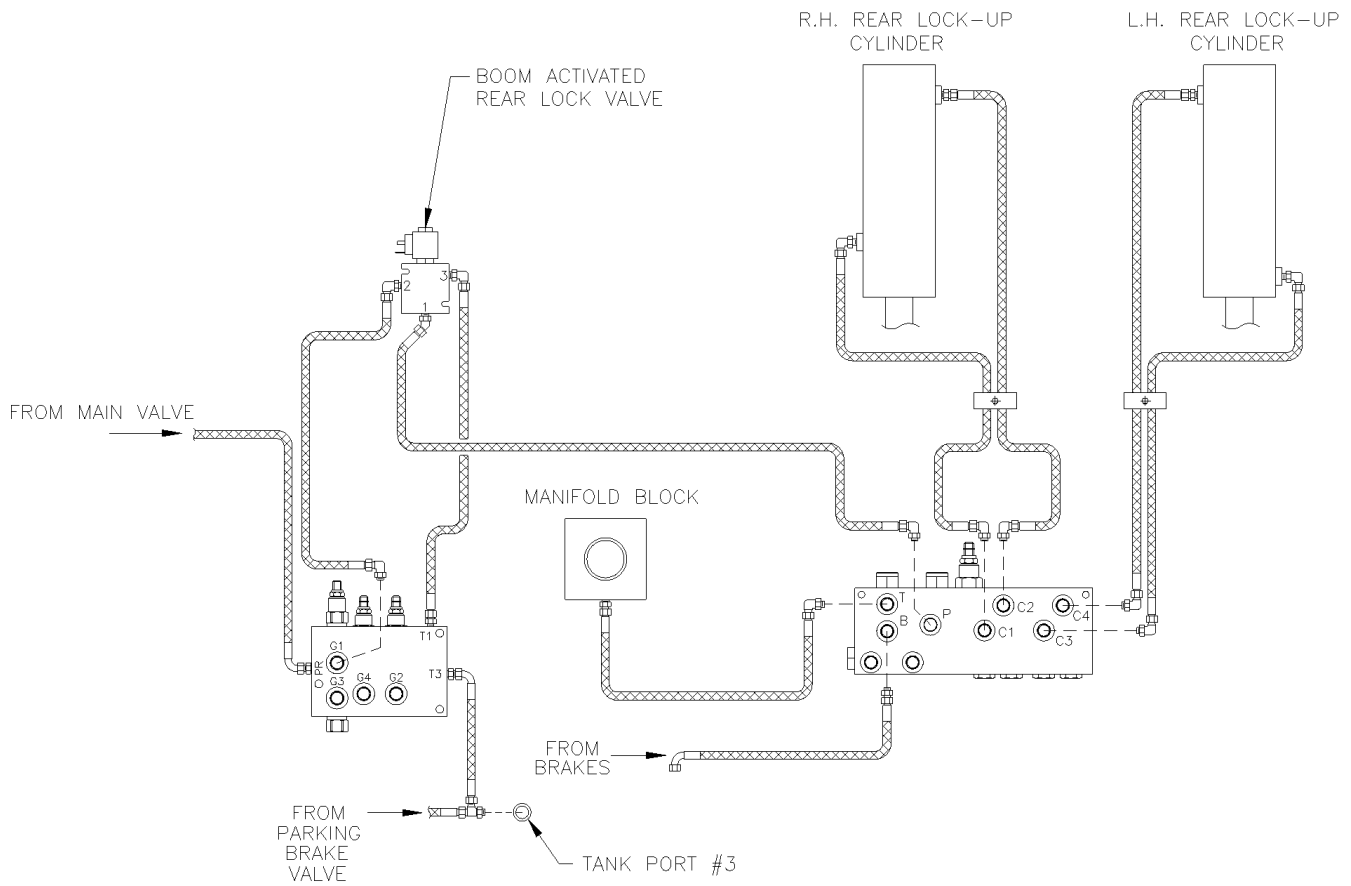 R.H. REAR LOCK-UP
CYLINDER
L.H. REAR LOCK-UP
CYLINDER
BOOM ACTIVATED
REAR LOCK VALVE
3
2
1
FROM MAIN VALVE
MANIFOLD BLOCK
T
P
C2
C4
B
C1
C3
T1
G1
PR
T3
G3
G4
G2
FROM
BRAKES
FROM
PARKING
BRAKE
VALVE
TANK PORT #3